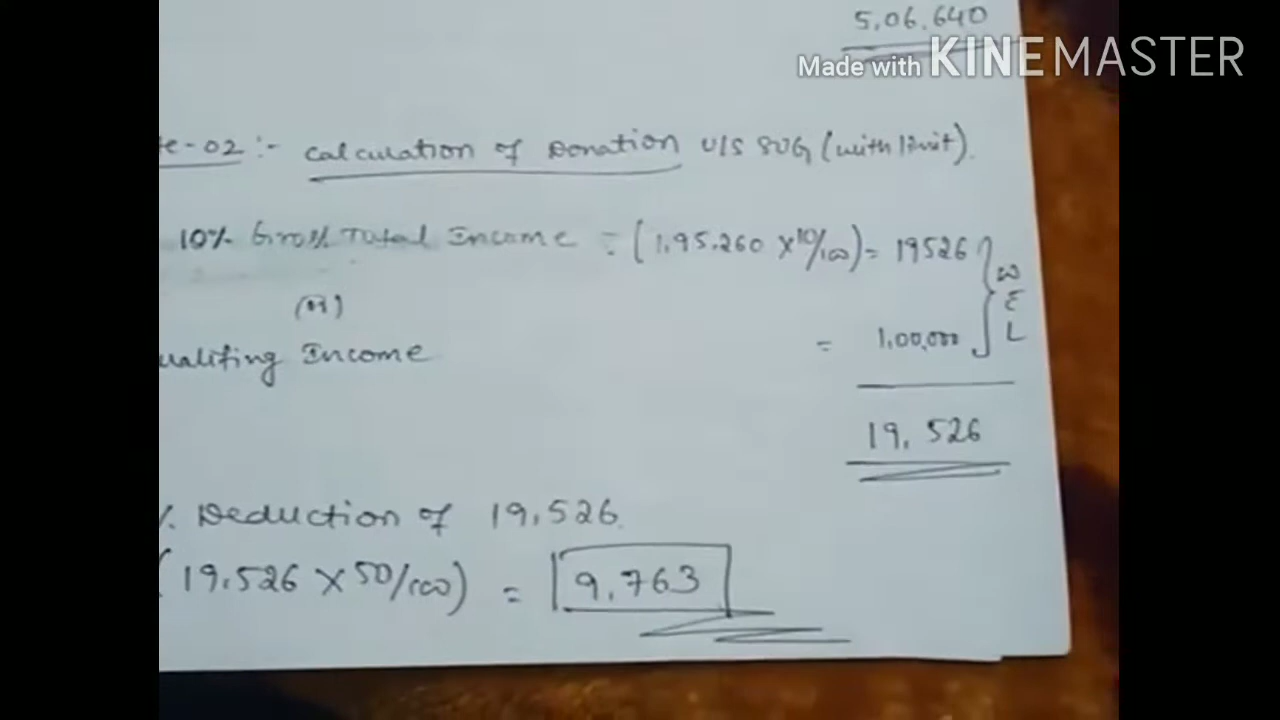 5,06,640
Made with KINEMASTER
te-02:- Calculation of Donation U/S 80G (with limit).
10% Gross Total Income = (1,95,260 x 10/100) = 19526
(or)
W
E
L
ualifing Income = 1,00,000
19,526
%. Deduction of 19,526.
(19,526 X 50/100) = 9,763